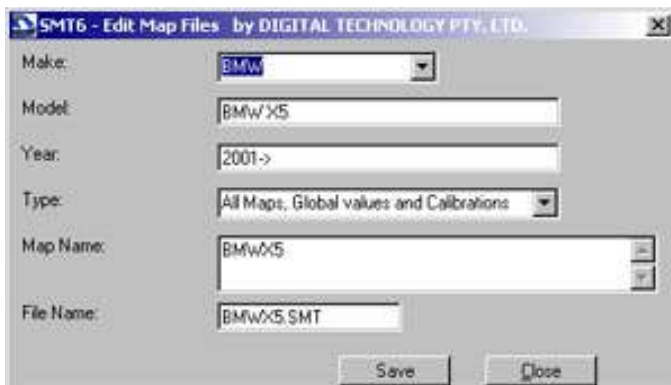 SMT6 - Edit Map Files by DIGITAL TECHNOLOGY PTY. LTD.
Make: BMW
Model: BMW X5
Year: 2001->
Type: All Maps, Global values and Calibrations
Map Name: BMWX5
File Name: BMWX5.SMT
Save Close